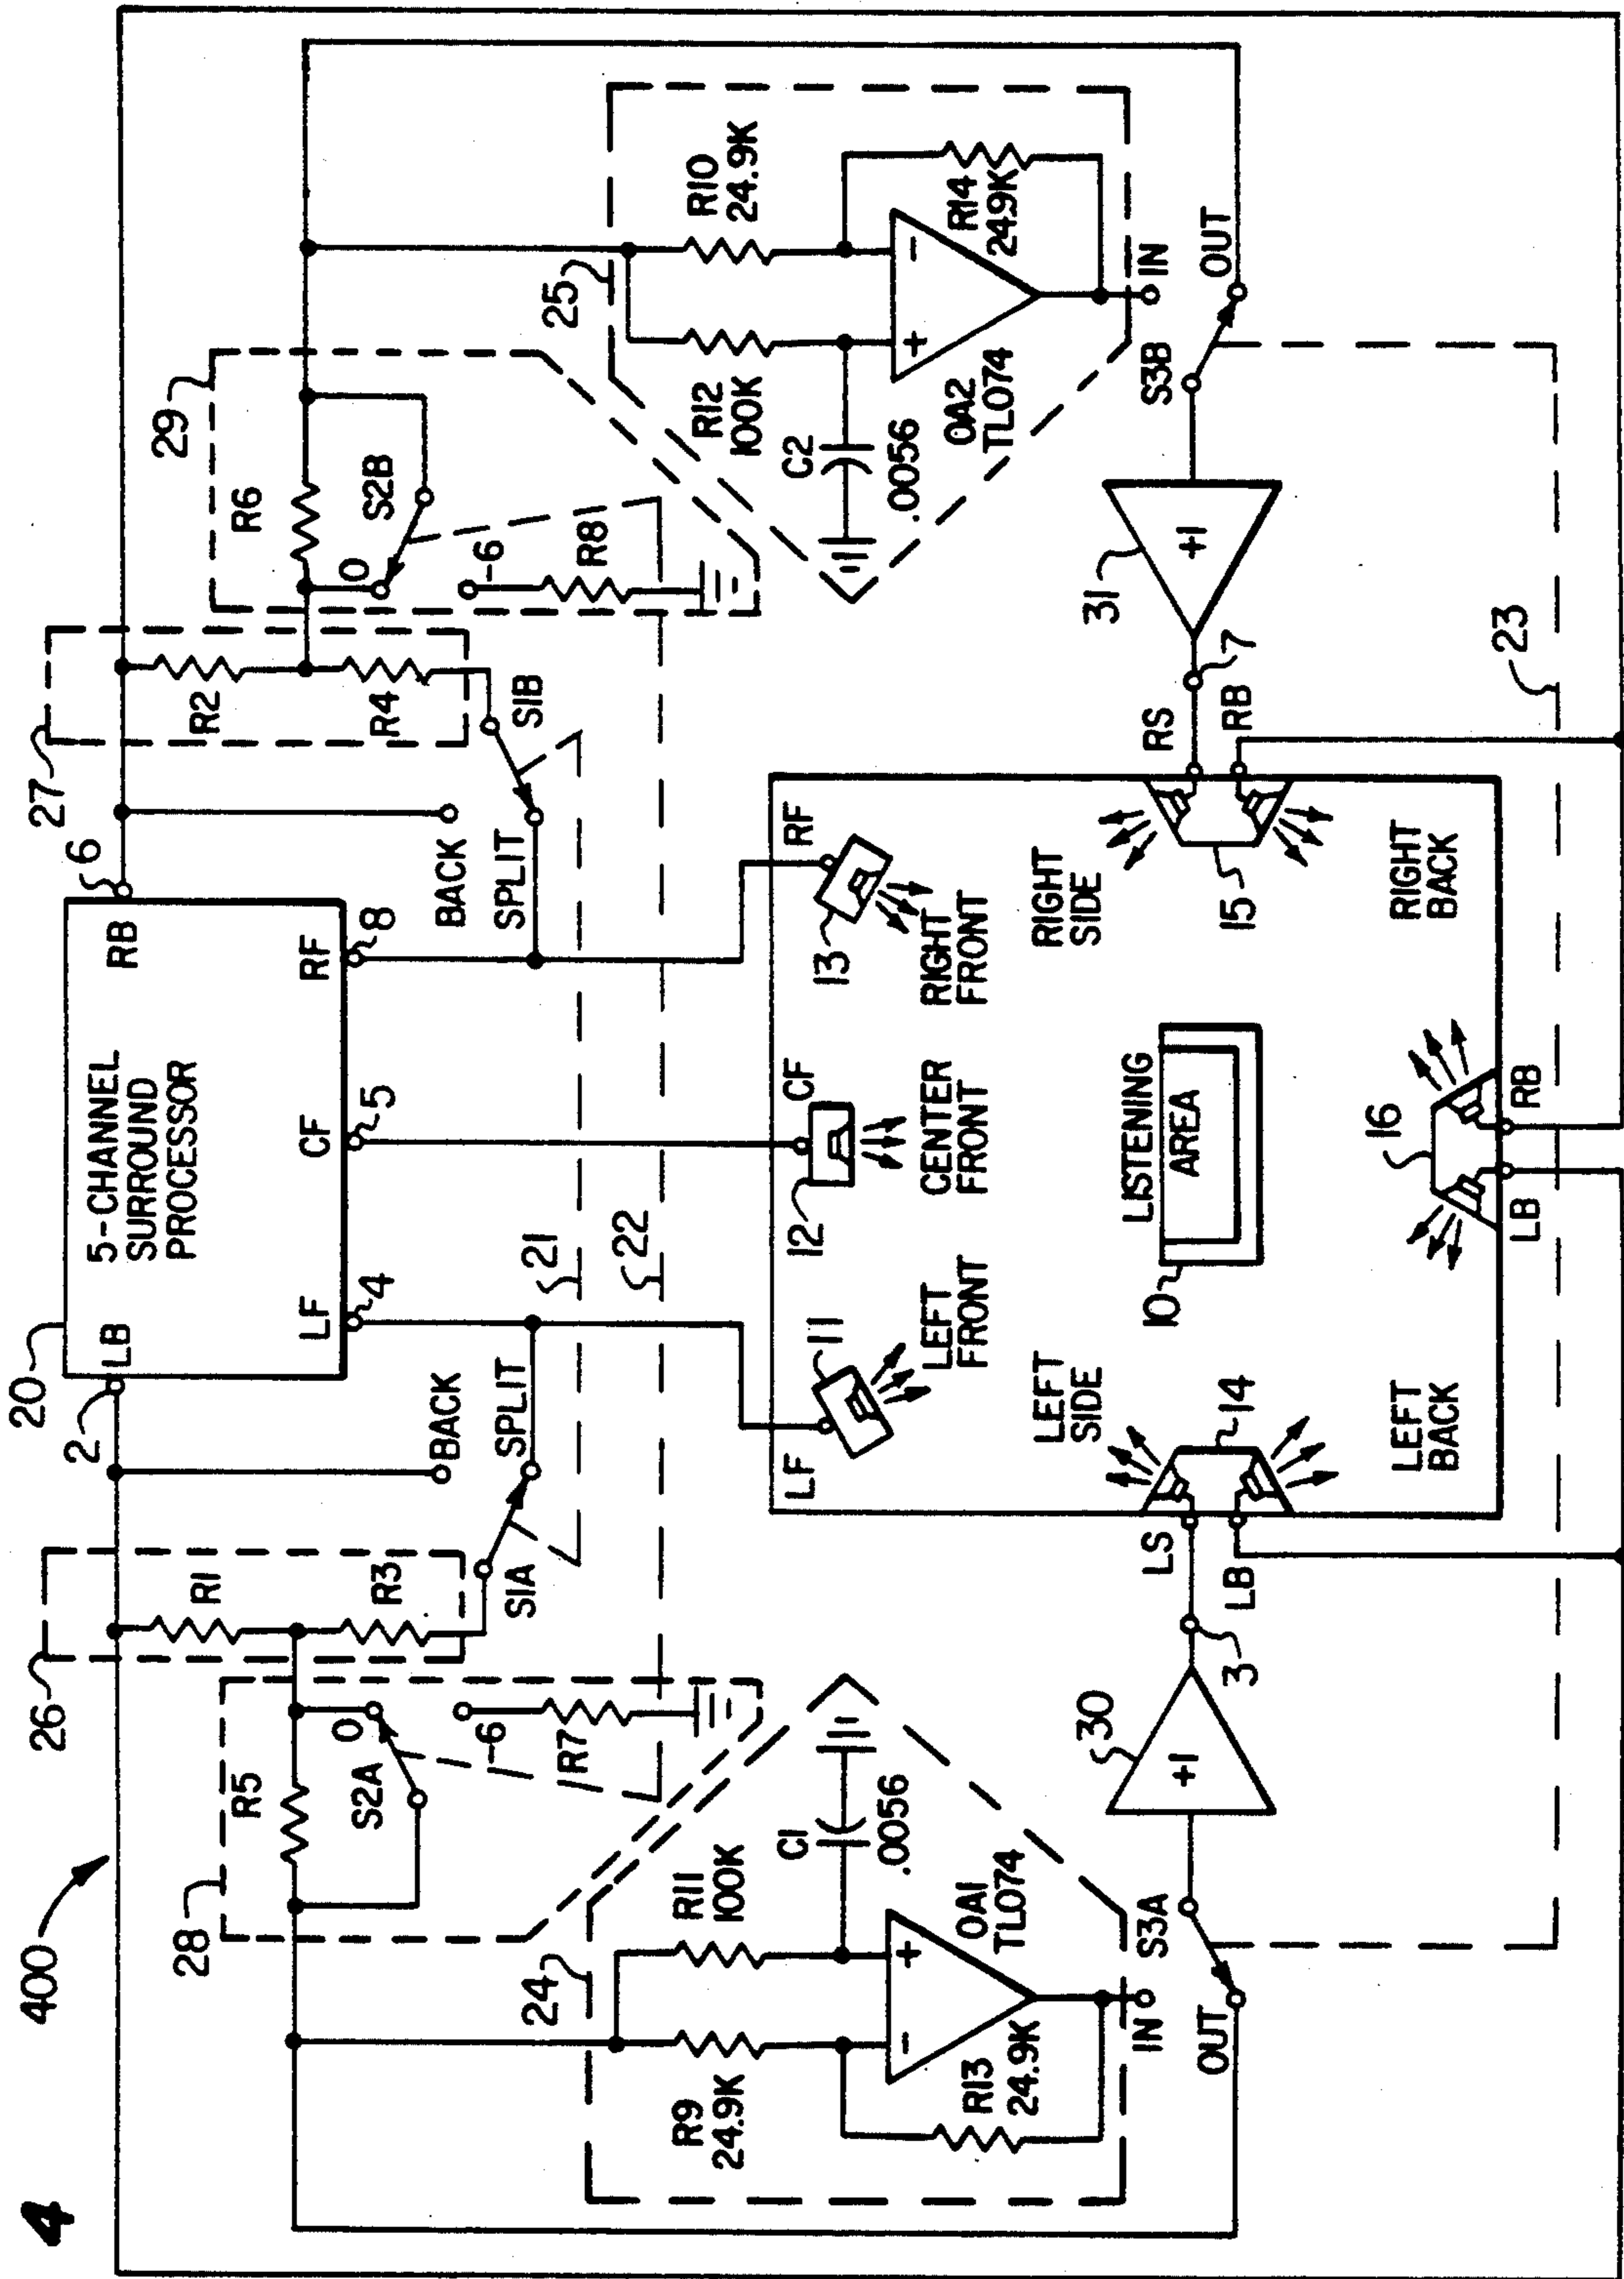 4
400
20
2
LB
5-CHANNEL
SURROUND
PROCESSOR
RB
6
LF
4
CF
5
RF
8
26
R1
R3
S1A
BACK
SPLIT
27
R2
R4
S1B
BACK
SPLIT
28
R5
S2A
0
-6
R7
29
R6
S2B
0
-6
R8
21
22
24
R9
24.9K
R11
100K
C1
.0056
OA1
TL074
R13
24.9K
IN
S3A
OUT
25
R10
24.9K
R12
100K
C2
.0056
OA2
TL074
R14
249K
IN
S3B
OUT
LF
11
LEFT
FRONT
CF
12
CENTER
FRONT
RF
13
RIGHT
FRONT
30
+1
3
LS
LB
LEFT
SIDE
14
LEFT
BACK
10
LISTENING
AREA
RIGHT
SIDE
15
RIGHT
BACK
RS
RB
7
31
+1
16
LB
RB
23